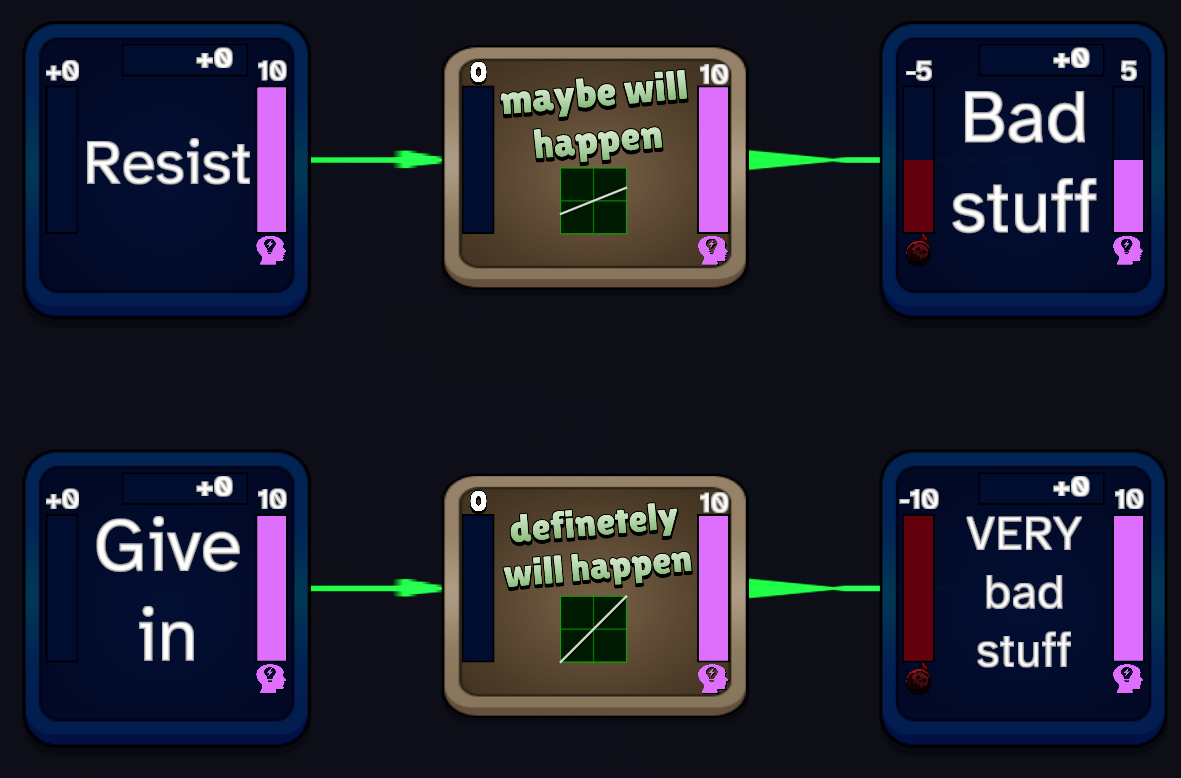 +0
+0
10
Resist
0
maybe will
happen
10
-5
+0
5
Bad
stuff
+0
+0
10
Give
in
0
definetely
will happen
10
-10
+0
10
VERY
bad
stuff